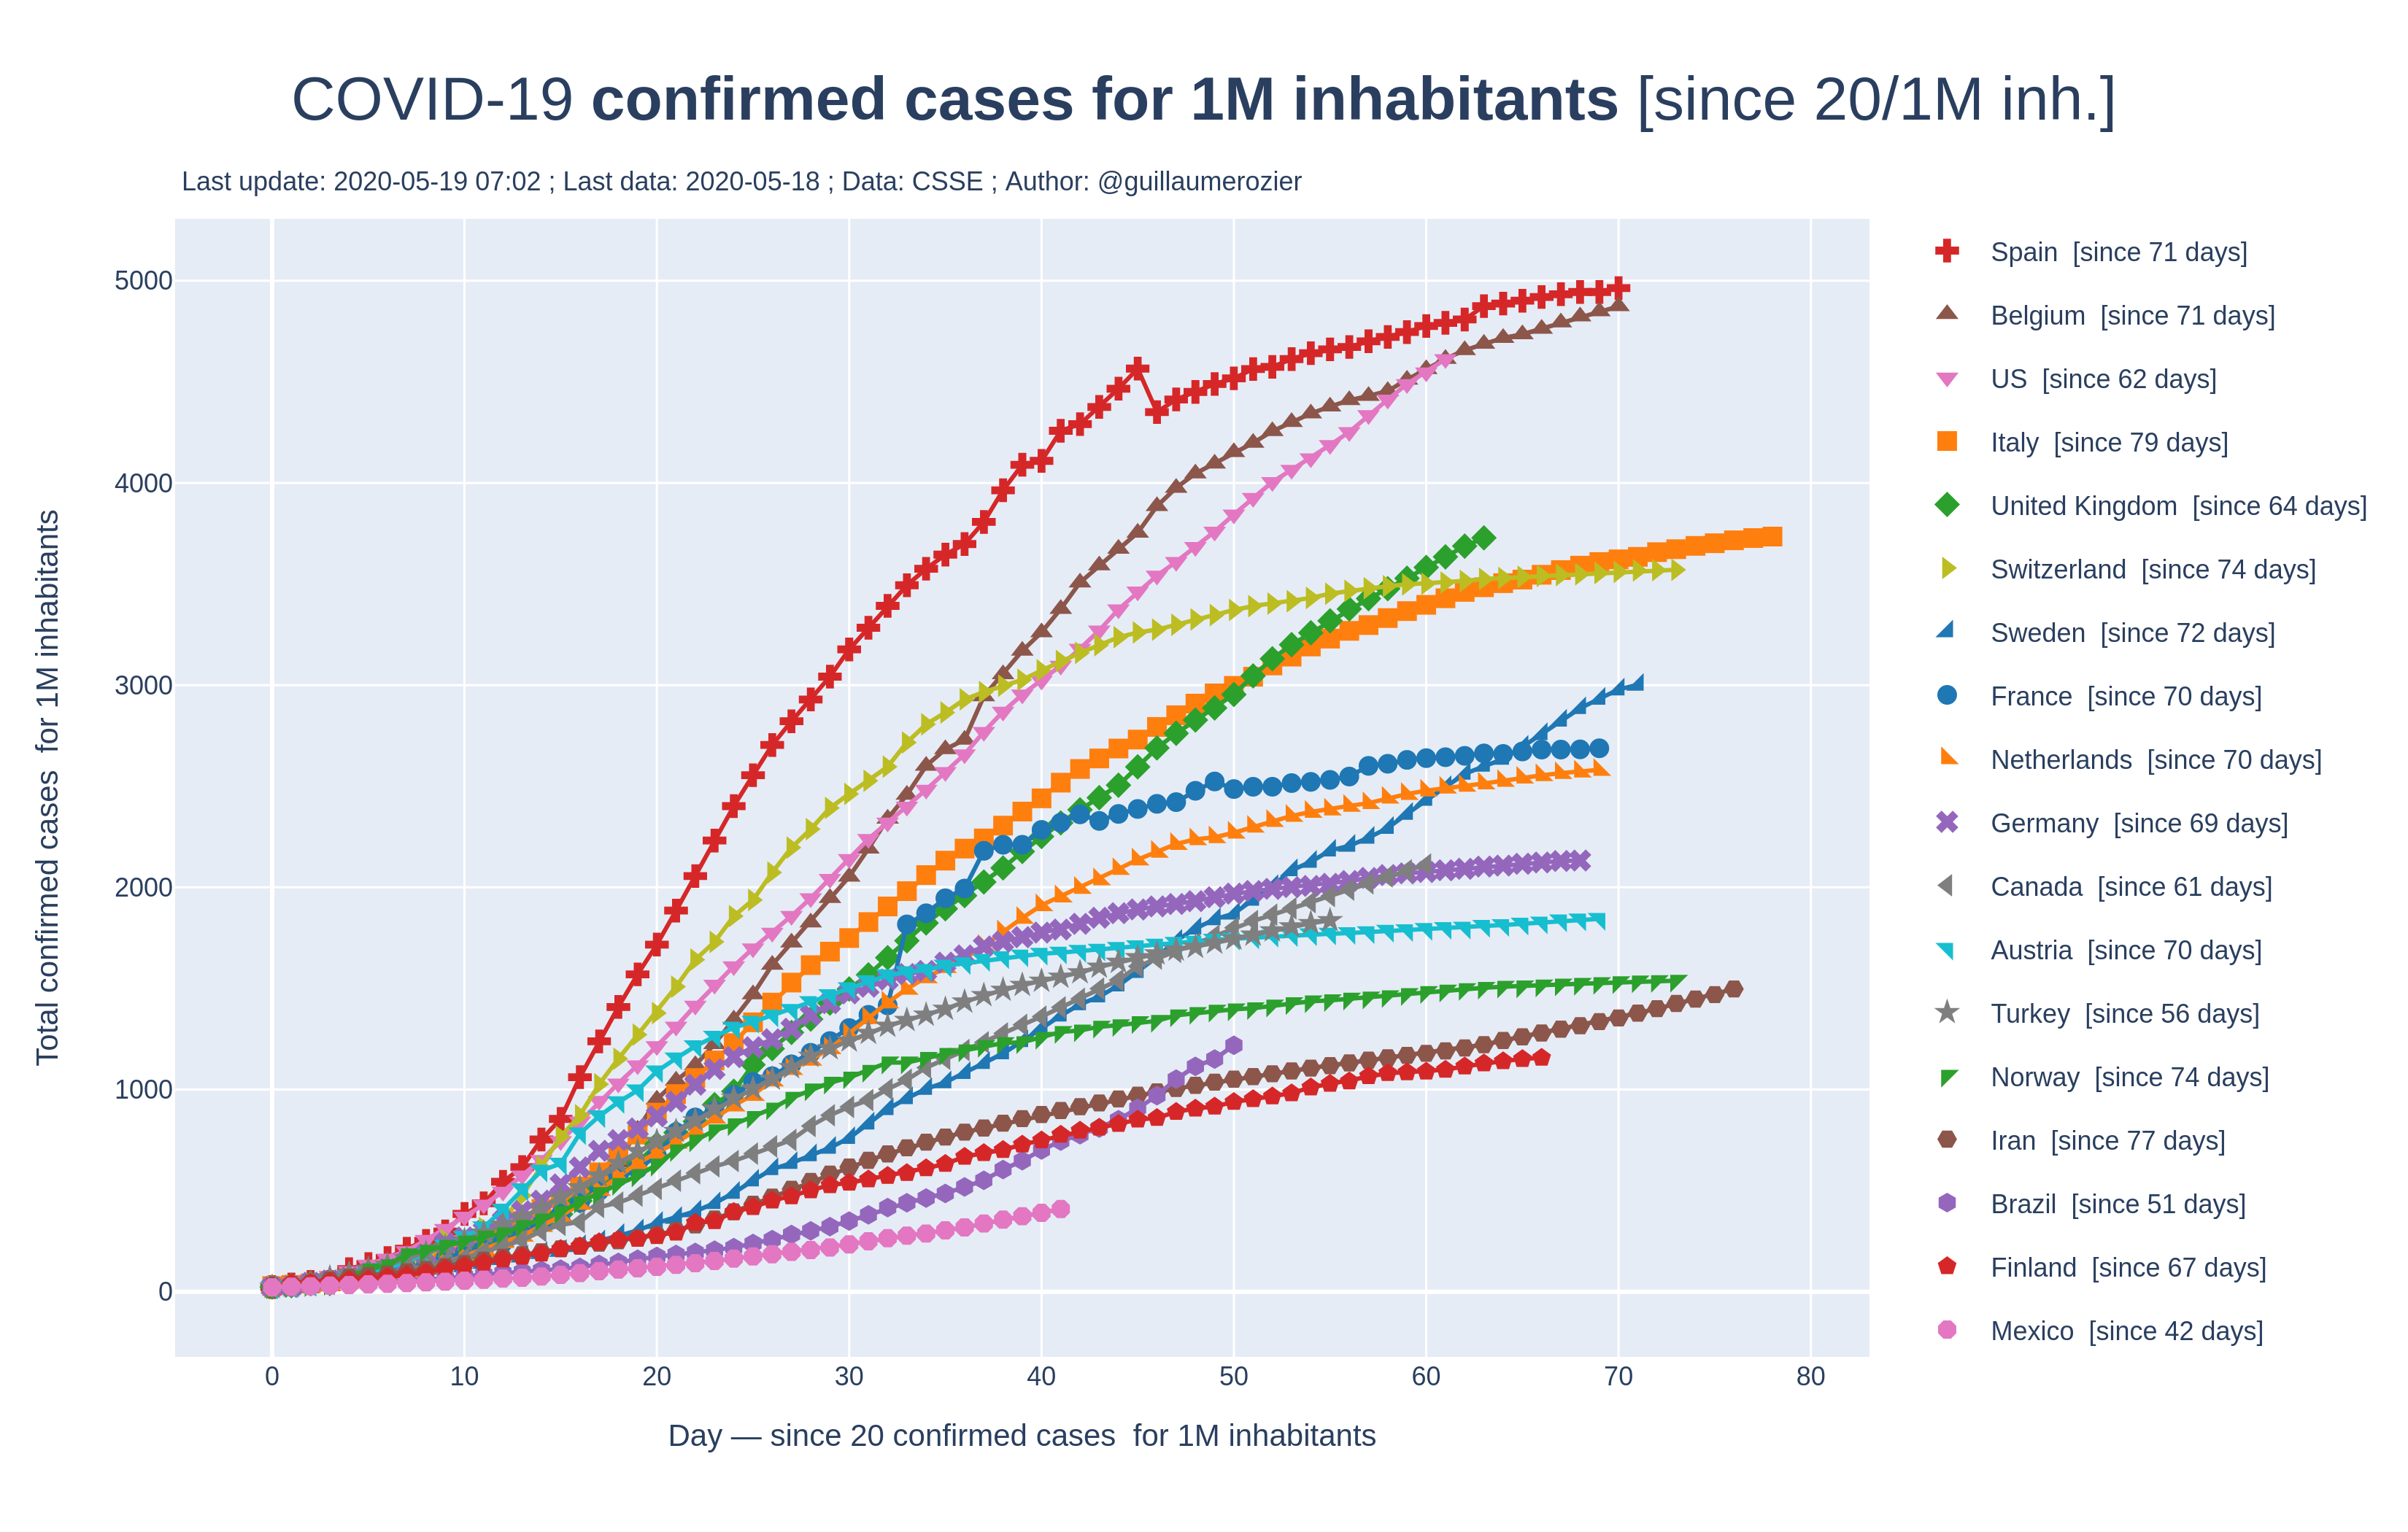 COVID-19 confirmed cases for 1M inhabitants [since 20/1M inh.]
Last update: 2020-05-19 07:02 ; Last data: 2020-05-18 ; Data: CSSE ; Author: @guillaumerozier
Total confirmed cases for 1M inhabitants
5000
4000
3000
2000
1000
0
0 10 20 30 40 50 60 70 80
Day — since 20 confirmed cases for 1M inhabitants
Spain [since 71 days]
Belgium [since 71 days]
US [since 62 days]
Italy [since 79 days]
United Kingdom [since 64 days]
Switzerland [since 74 days]
Sweden [since 72 days]
France [since 70 days]
Netherlands [since 70 days]
Germany [since 69 days]
Canada [since 61 days]
Austria [since 70 days]
Turkey [since 56 days]
Norway [since 74 days]
Iran [since 77 days]
Brazil [since 51 days]
Finland [since 67 days]
Mexico [since 42 days]